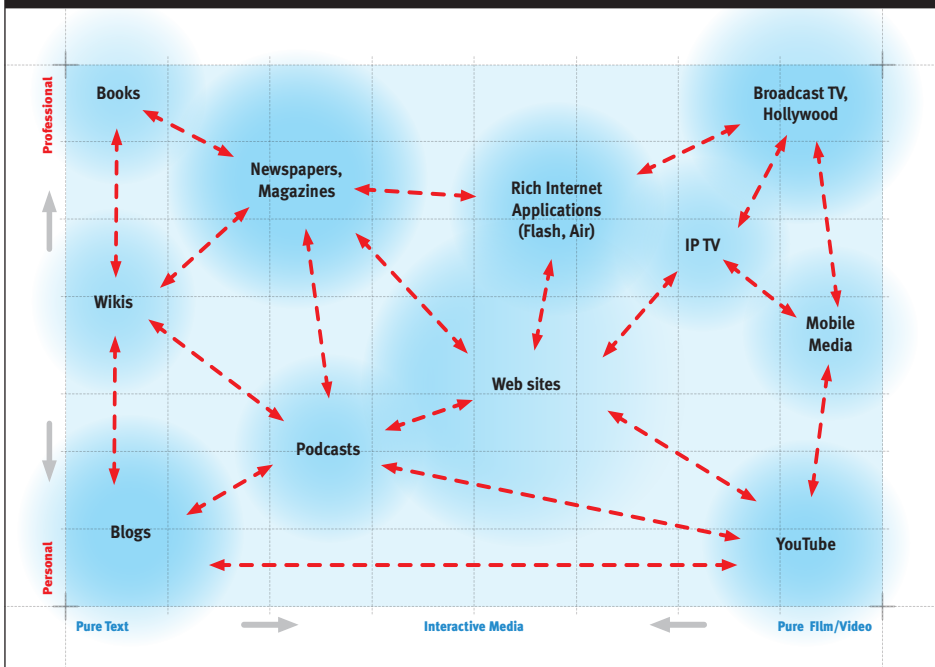 Professional
Personal
Books
Newspapers,
Magazines
Rich Internet
Applications
(Flash, Air)
Broadcast TV,
Hollywood
IP TV
Wikis
Mobile
Media
Web sites
Podcasts
Blogs
YouTube
Pure Text
Interactive Media
Pure FIlm/Video